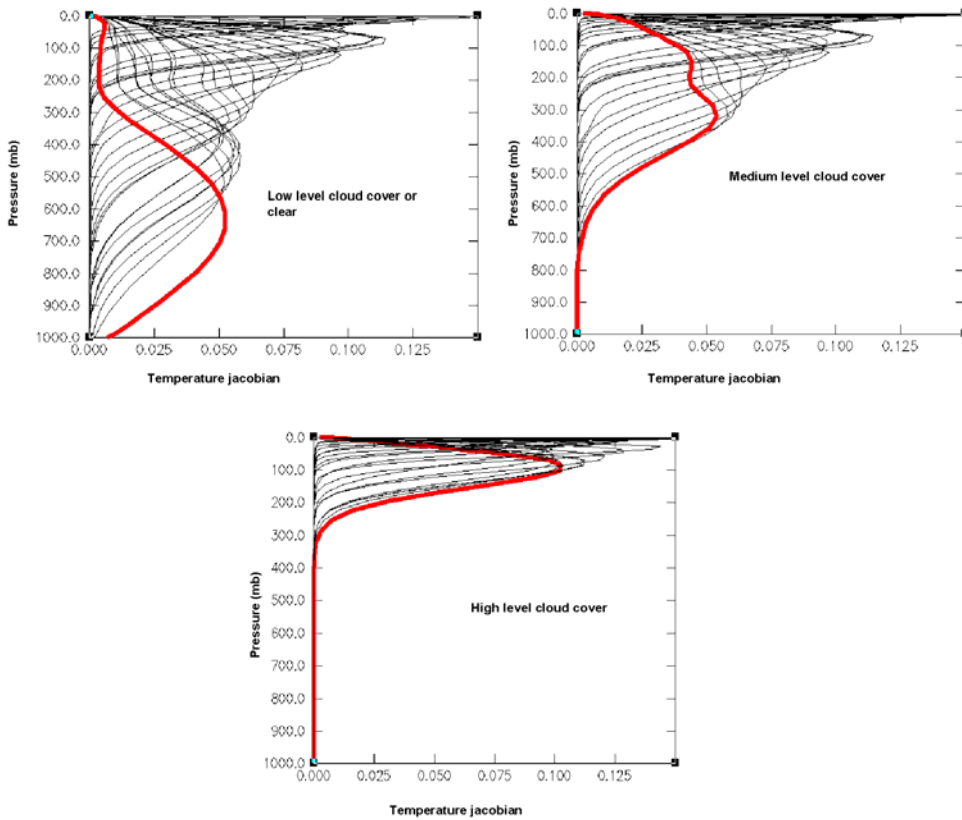 0.0
100.0
200.0
300.0
400.0
500.0
600.0
700.0
800.0
900.0
1000.0
Pressure (mb)
Low level cloud cover or
clear
0.000 0.025 0.050 0.075 0.100 0.125
Temperature jacobian
0.0
100.0
200.0
300.0
400.0
500.0
600.0
700.0
800.0
900.0
1000.0
Pressure (mb)
Medium level cloud cover
0.000 0.025 0.050 0.075 0.100 0.125
Temperature jacobian
0.0
100.0
200.0
300.0
400.0
500.0
600.0
700.0
800.0
900.0
1000.0
Pressure (mb)
High level cloud cover
0.000 0.025 0.050 0.075 0.100 0.125
Temperature jacobian